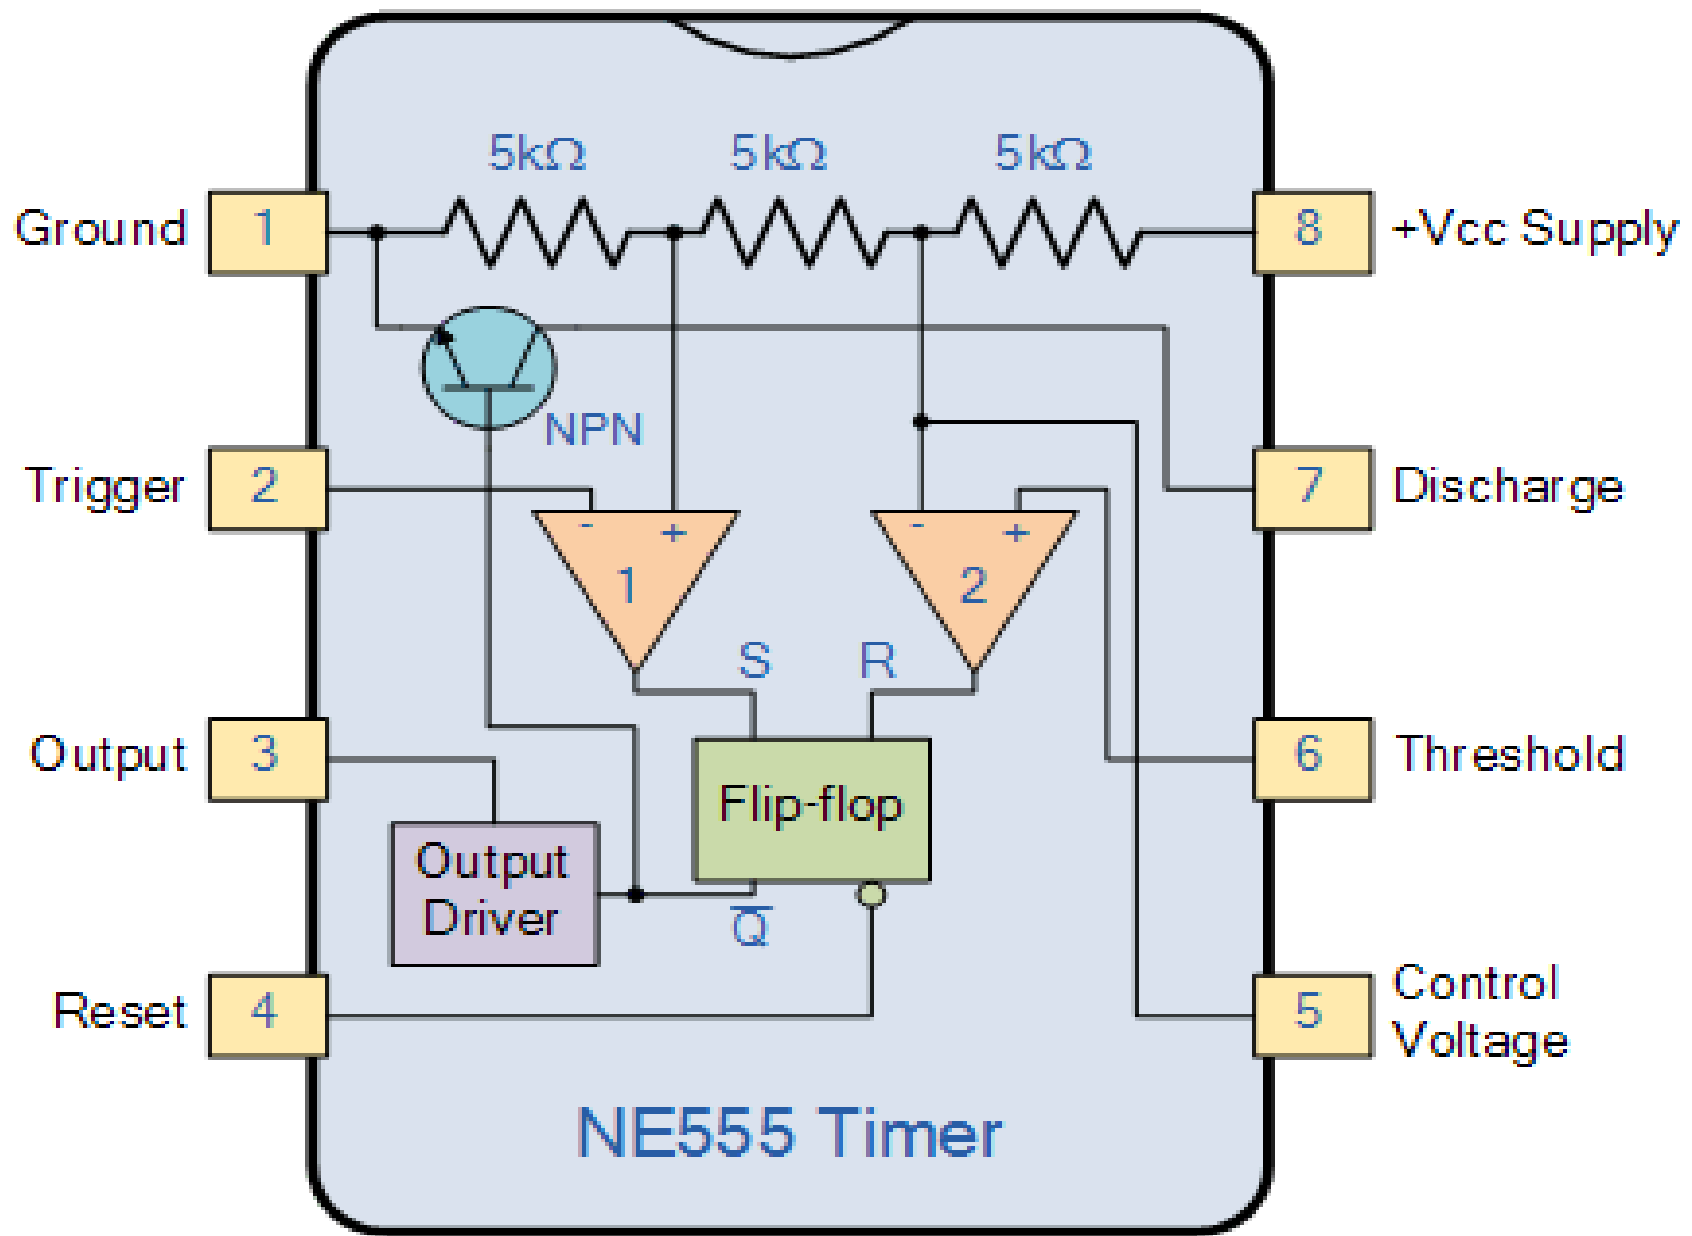 5kΩ 5kΩ 5kΩ
Ground 1 8 +Vcc Supply
NPN
Trigger 2 7 Discharge
- + - +
1 2
S R
Output 3 6 Threshold
Flip-flop
Output
Driver
Q̅
Reset 4 5 Control
Voltage
NE555 Timer